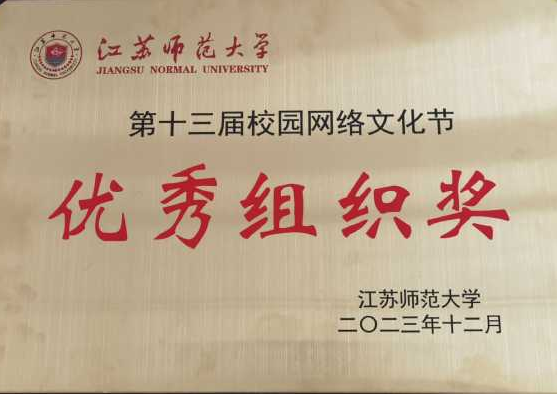 江苏师范大学
JIANGSU NORMAL UNIVERSITY
第十三届校园网络文化节
优秀组织奖
江苏师范大学
二〇二三年十二月